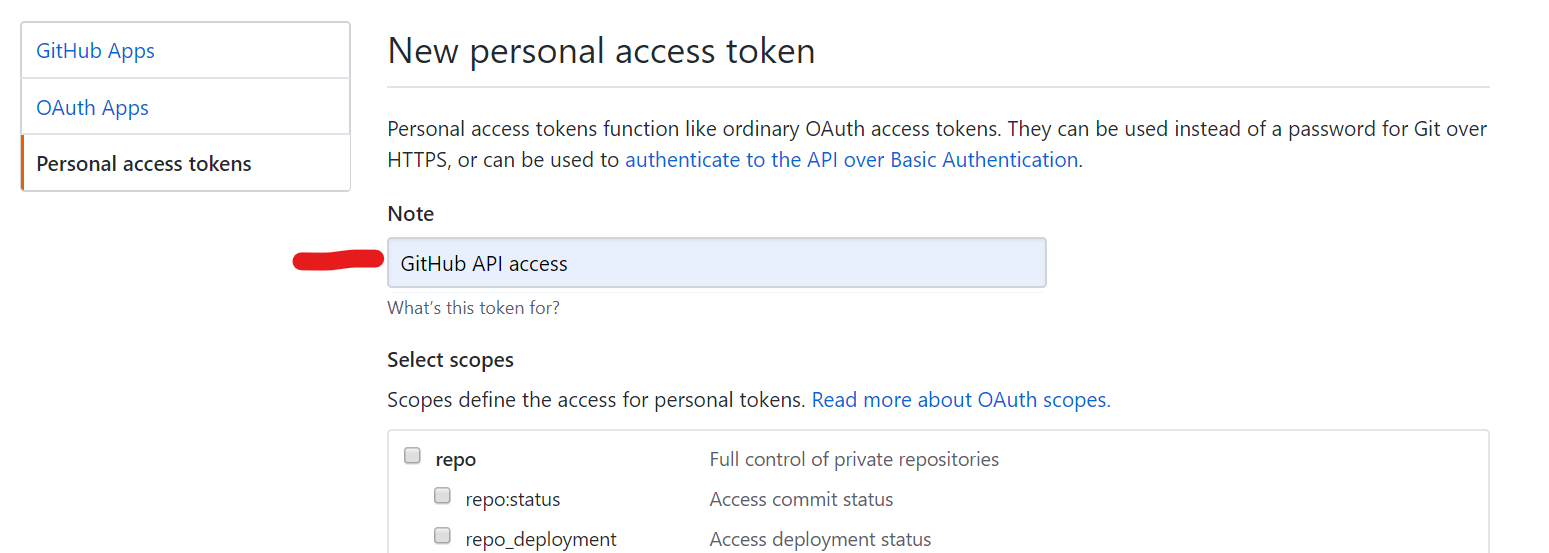 GitHub Apps
OAuth Apps
Personal access tokens
New personal access token
Personal access tokens function like ordinary OAuth access tokens. They can be used instead of a password for Git over
HTTPS, or can be used to authenticate to the API over Basic Authentication.
Note
GitHub API access
What's this token for?
Select scopes
Scopes define the access for personal tokens. Read more about OAuth scopes.
repo Full control of private repositories
repo:status Access commit status
repo_deployment Access deployment status